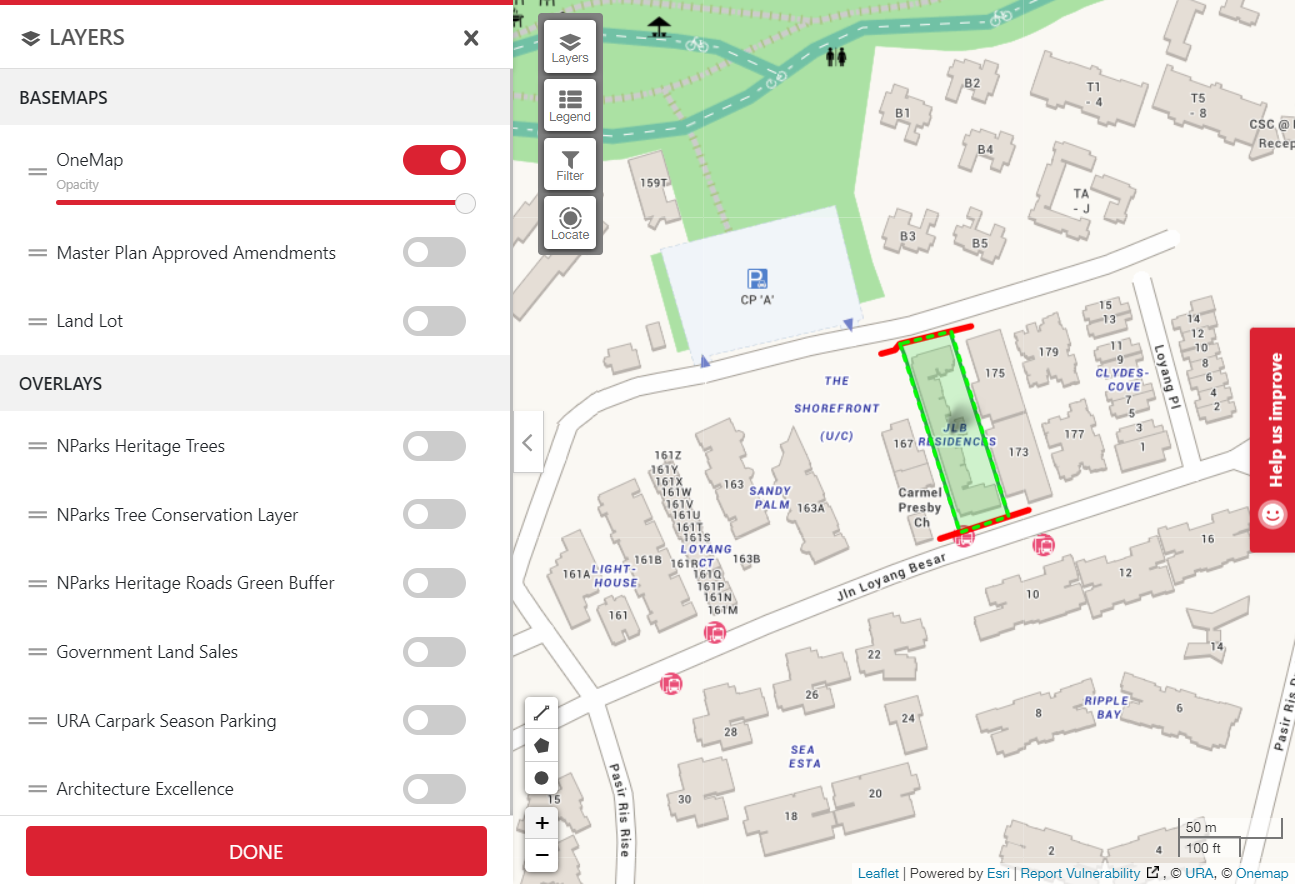 LAYERS
BASEMAPS
OneMap
Opacity
Master Plan Approved Amendments
Land Lot
OVERLAYS
NParks Heritage Trees
NParks Tree Conservation Layer
NParks Heritage Roads Green Buffer
Government Land Sales
URA Carpark Season Parking
Architecture Excellence
DONE
Layers
Legend
Filter
Locate
B2
T1
- 4
B1
T5
- 8
CSC @
Recep
B4
159T
TA
- J
B3
B5
P
CP 'A'
15
13
14
12
10
8
6
4
2
179
11
9
CLYDES-
COVE
7
5
3
1
Loyang Pl
THE
SHOREFRONT
(U/C)
175
JLB
RESIDENCES
167
173
177
Carmel
Presby
Ch
161Z
161Y
161X
161W
161V
161U
161T
161S
LOYANG
161R
CT
161Q
161P
161N
161M
163
SANDY
PALM
163A
163B
161B
161A
LIGHT-
HOUSE
161
Jln Loyang Besar
16
12
10
14
22
26
24
28
SEA
ESTA
30
20
18
15
RIPPLE
BAY
8
6
2
4
Pasir Ris Rise
Pasir Ris D
Help us improve
+
−
50 m
100 ft
Leaflet | Powered by Esri | Report Vulnerability , © URA, © Onemap